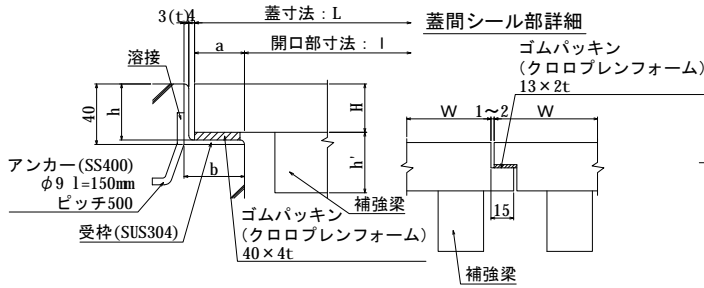 3(t)
4
蓋寸法：L
蓋間シール部詳細
a
開口部寸法：l
溶接
ゴムパッキン
(クロロプレンフォーム)
13×2t
40
h
H
W
1～2
W
h'
アンカー(SS400)
φ9 l=150mm
ピッチ500
b
15
補強梁
受枠(SUS304)
ゴムパッキン
(クロロプレンフォーム)
40×4t
補強梁